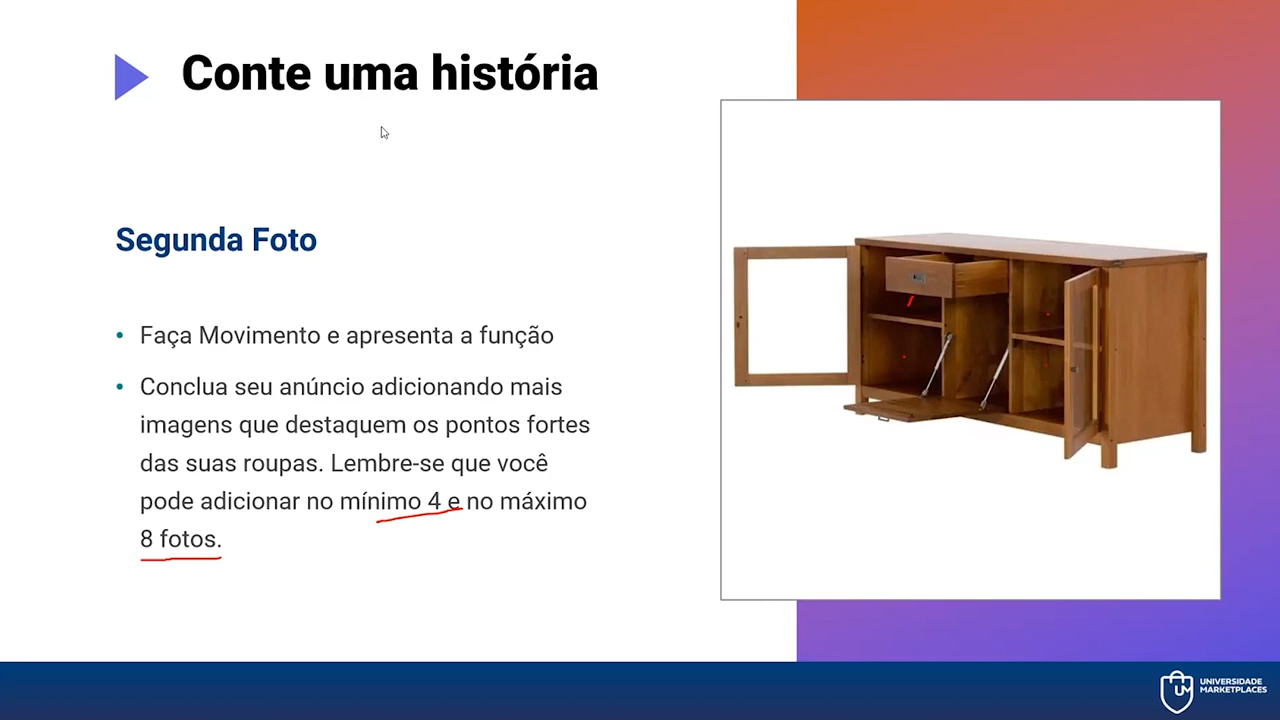 Conte uma história
Segunda Foto
• Faça Movimento e apresenta a função
• Conclua seu anúncio adicionando mais
imagens que destaquem os pontos fortes
das suas roupas. Lembre-se que você
pode adicionar no mínimo 4 e no máximo
8 fotos.
UM
UNIVERSIDADE
MARKETPLACES